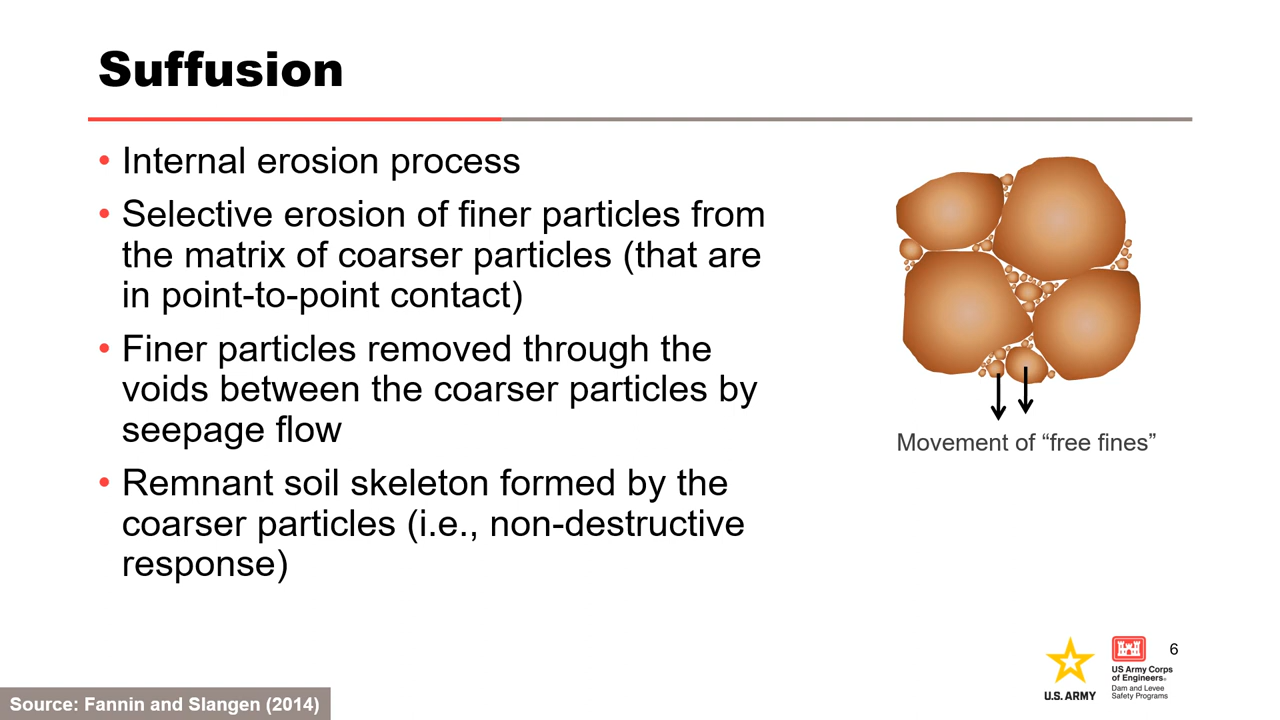 Suffusion
• Internal erosion process
• Selective erosion of finer particles from
the matrix of coarser particles (that are
in point-to-point contact)
• Finer particles removed through the
voids between the coarser particles by
seepage flow
• Remnant soil skeleton formed by the
coarser particles (i.e., non-destructive
response)
Movement of “free fines”
U.S. ARMY
US Army Corps
of Engineers®
Dam and Levee
Safety Programs
6
Source: Fannin and Slangen (2014)